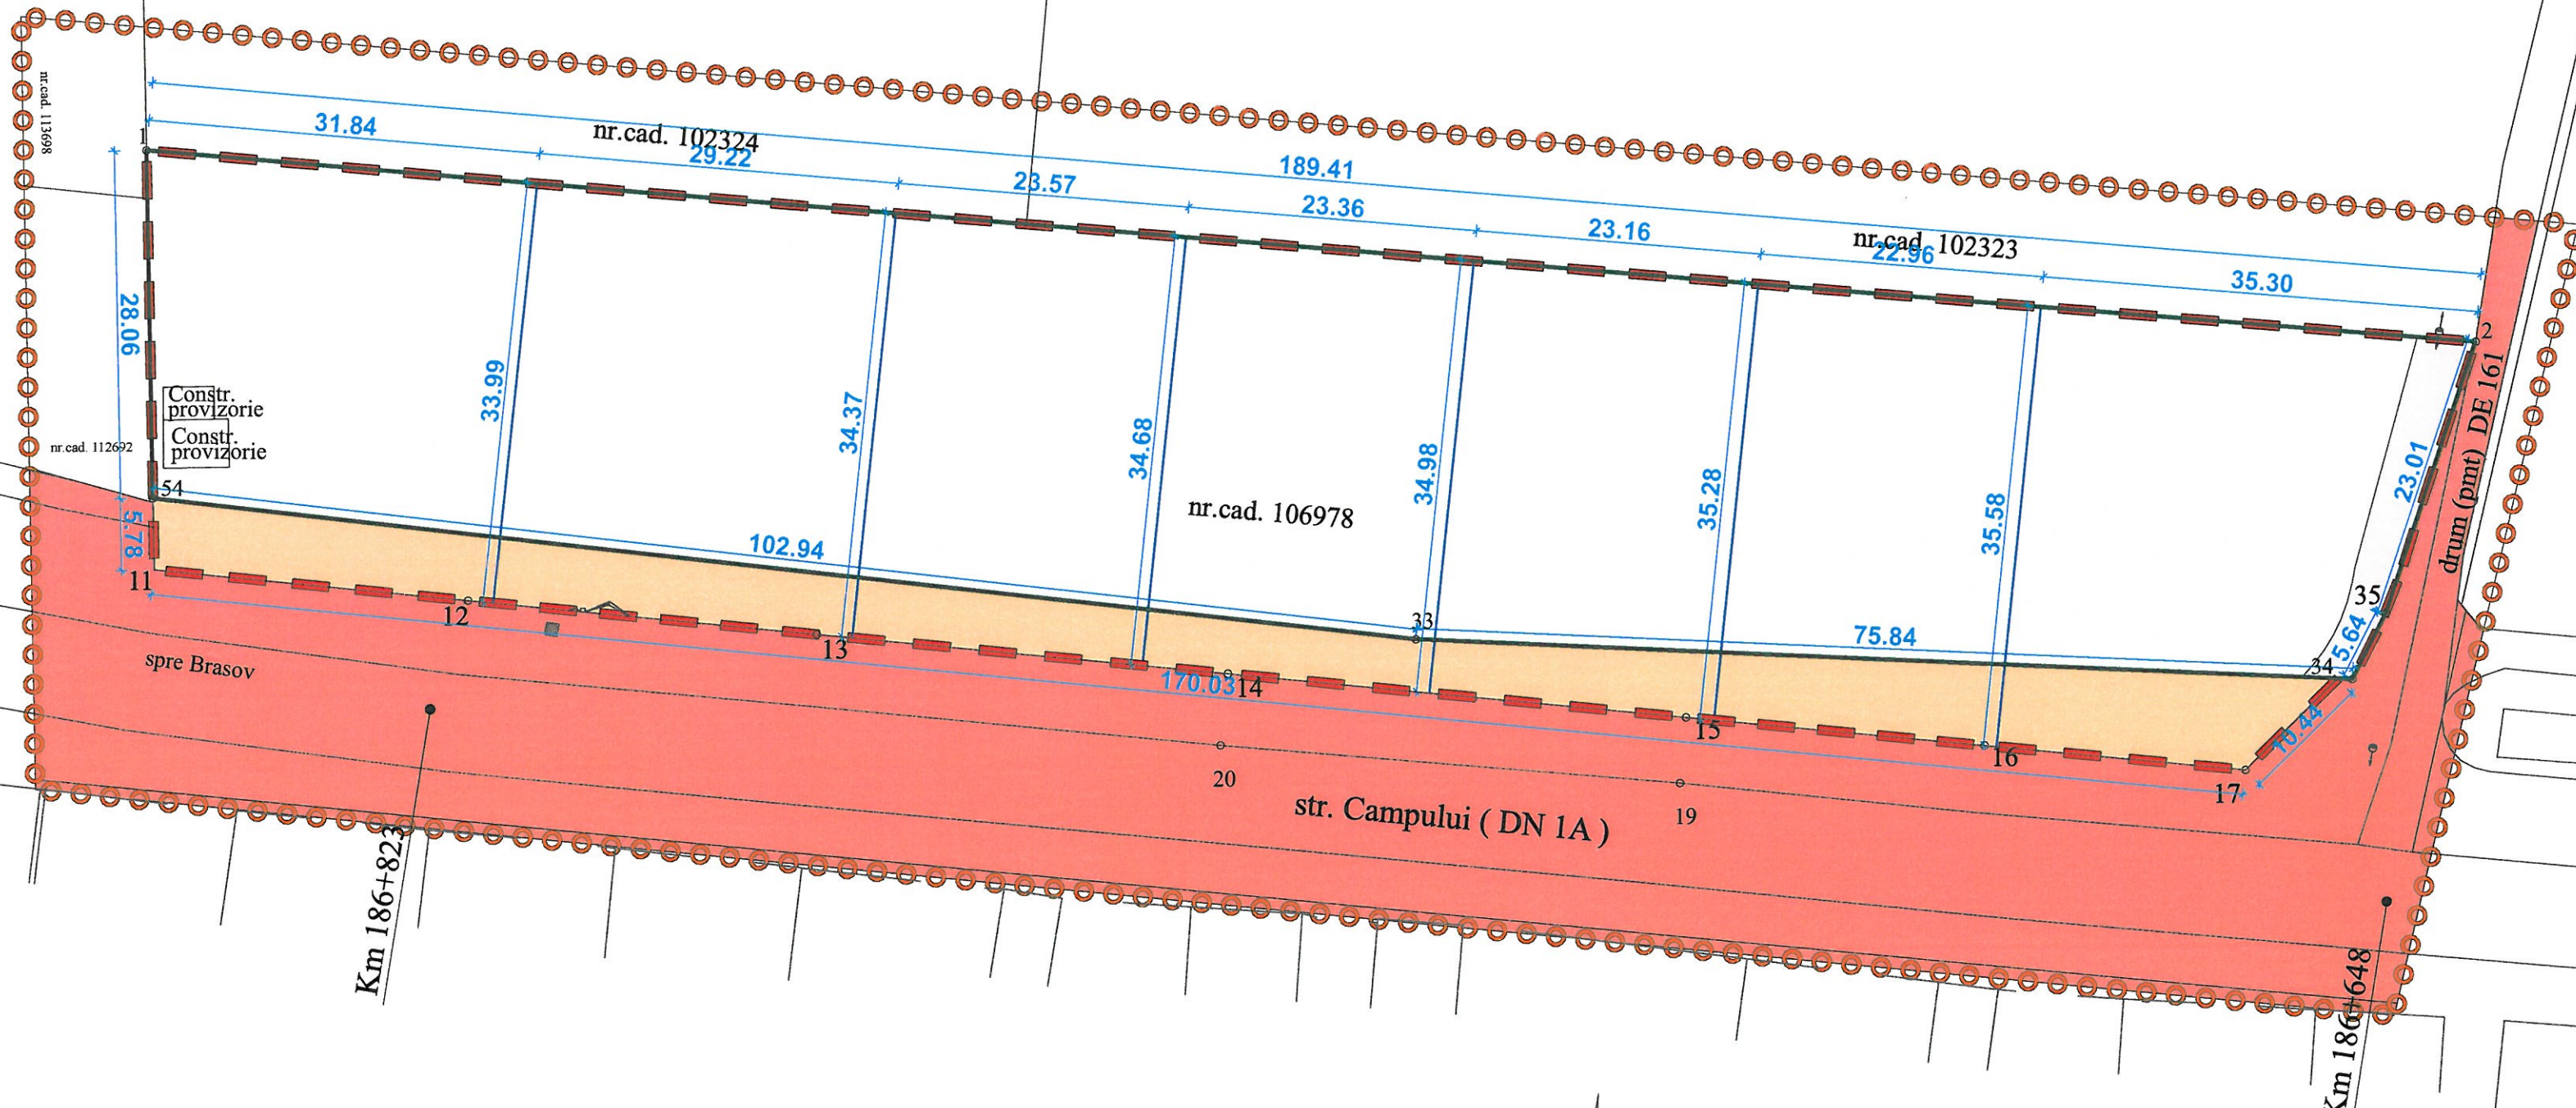 nr.cad. 113698
1
31.84
nr.cad. 102324
29.22
189.41
23.57
23.36
23.16
nr.cad. 102323
22.96
35.30
2
28.06
33.99
34.37
34.68
34.98
35.28
35.58
23.01
drum (pmt) DE 161
Constr.
provizorie
Constr.
provizorie
nr.cad. 112692
54
5.78
102.94
nr.cad. 106978
11
12
13
33
75.84
35
5.64
34
10.44
spre Brasov
170.03
14
15
16
17
20
19
str. Campului ( DN 1A )
Km 186+823
Km 186+648